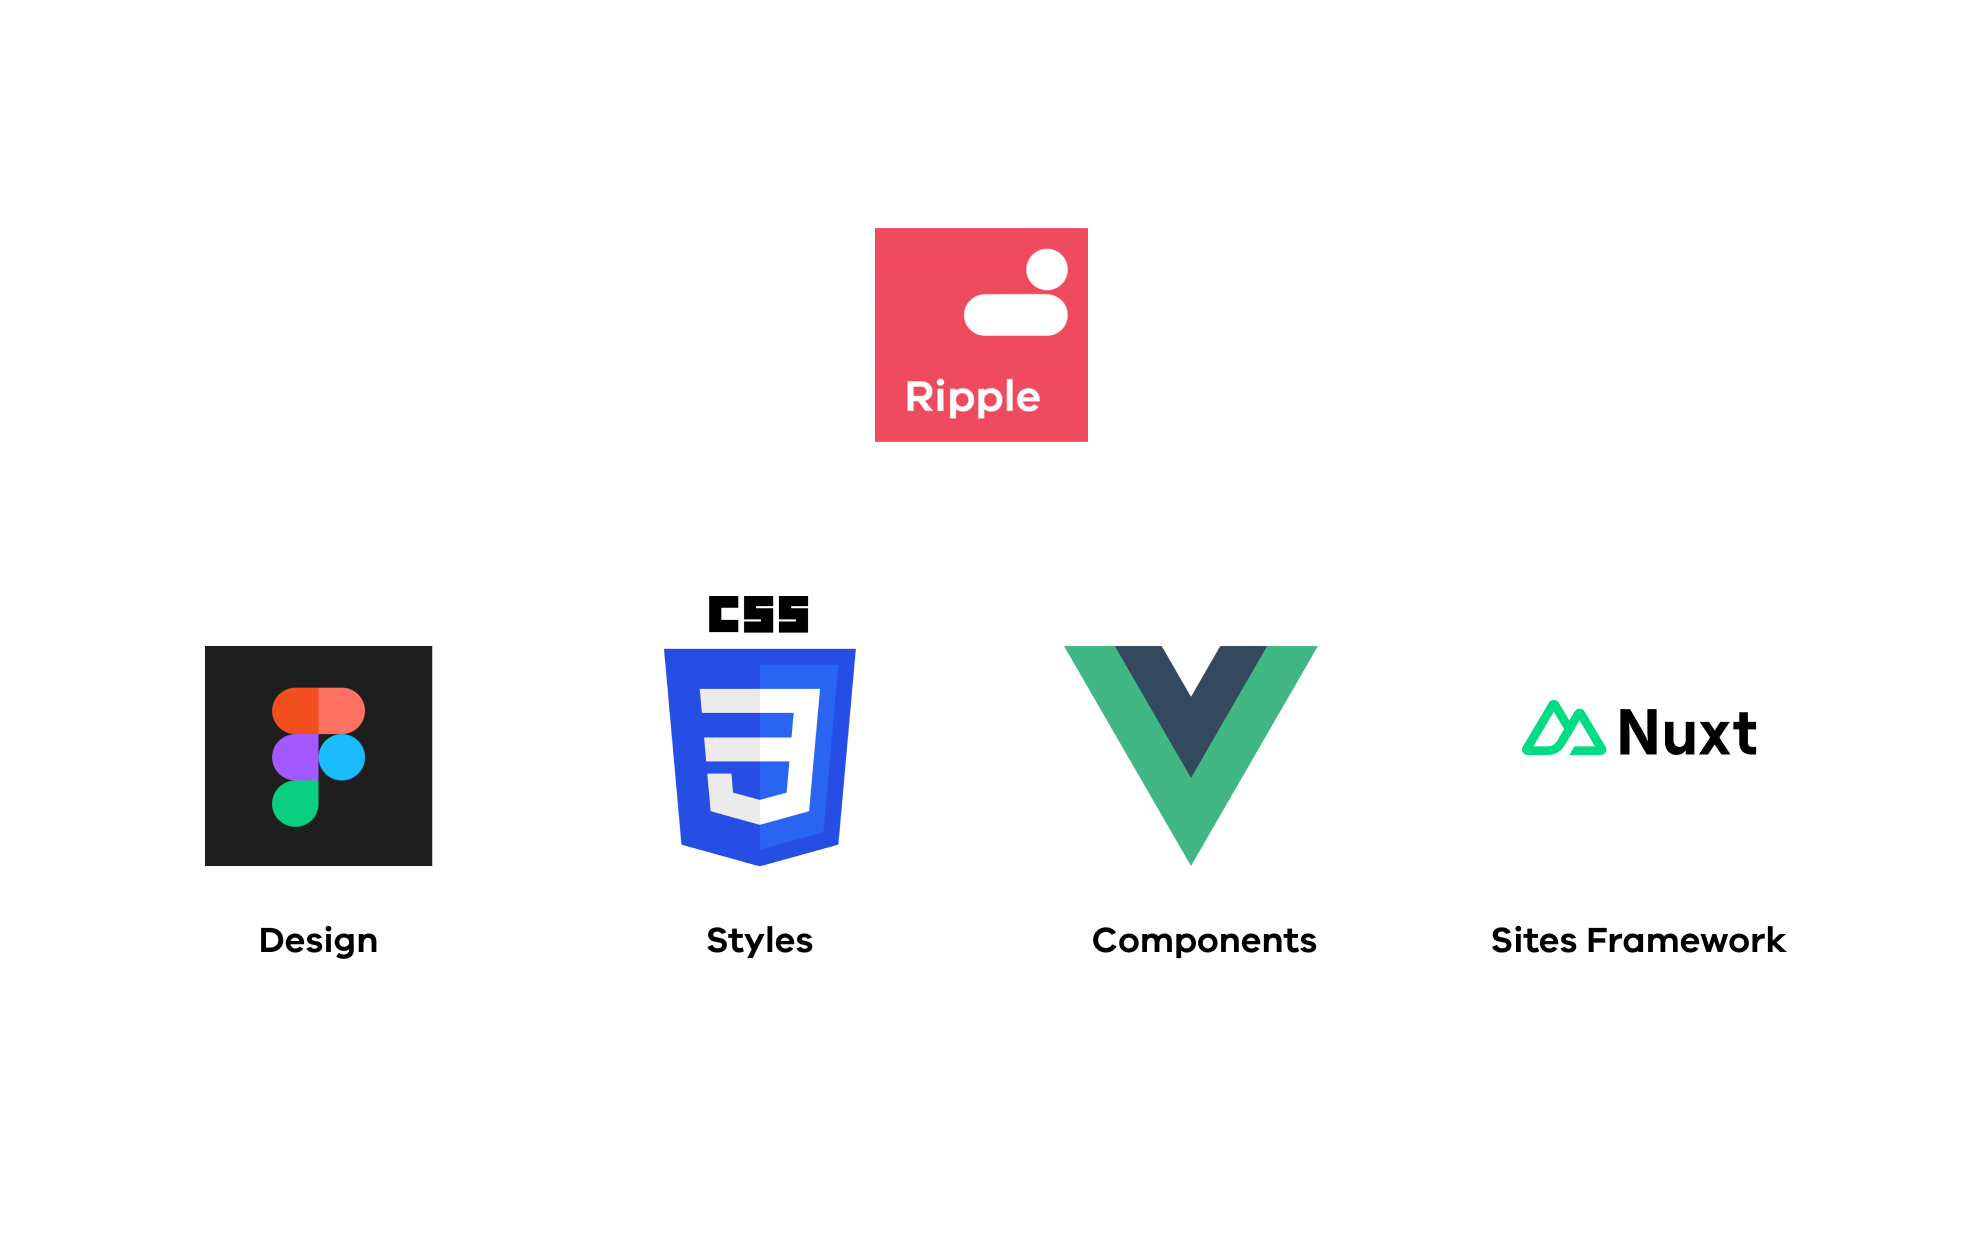 Ripple
CSS
Nuxt
Design
Styles
Components
Sites Framework